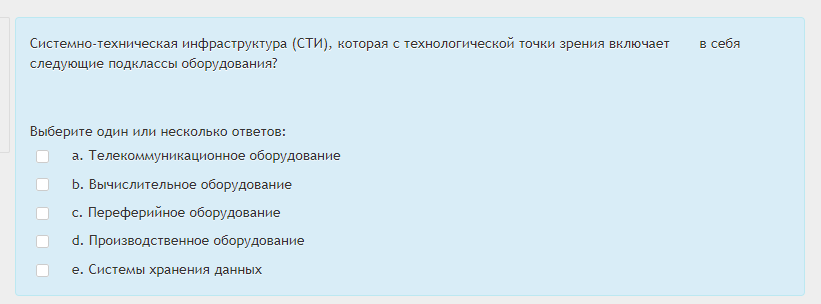 Системно-техническая инфраструктура (СТИ), которая с технологической точки зрения включает в себя
следующие подклассы оборудования?
Выберите один или несколько ответов:
a. Телекоммуникационное оборудование
b. Вычислительное оборудование
c. Переферийное оборудование
d. Производственное оборудование
e. Системы хранения данных